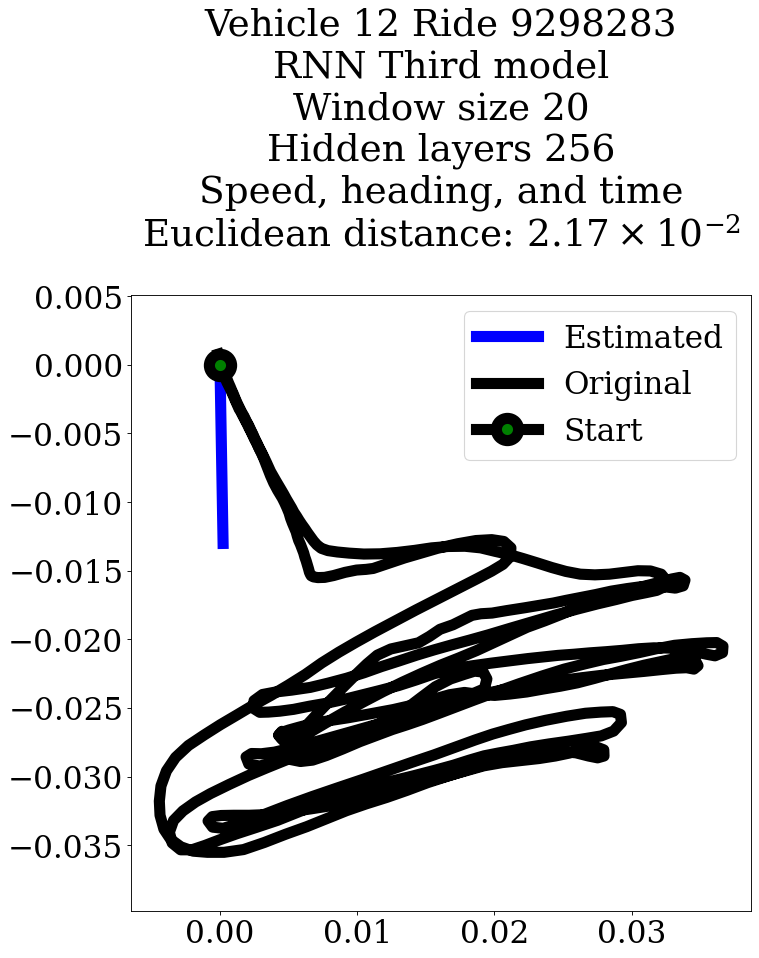 Vehicle 12 Ride 9298283
RNN Third model
Window size 20
Hidden layers 256
Speed, heading, and time
Euclidean distance: 2.17 × 10⁻²
Estimated
Original
Start
0.005
0.000
−0.005
−0.010
−0.015
−0.020
−0.025
−0.030
−0.035
0.00 0.01 0.02 0.03